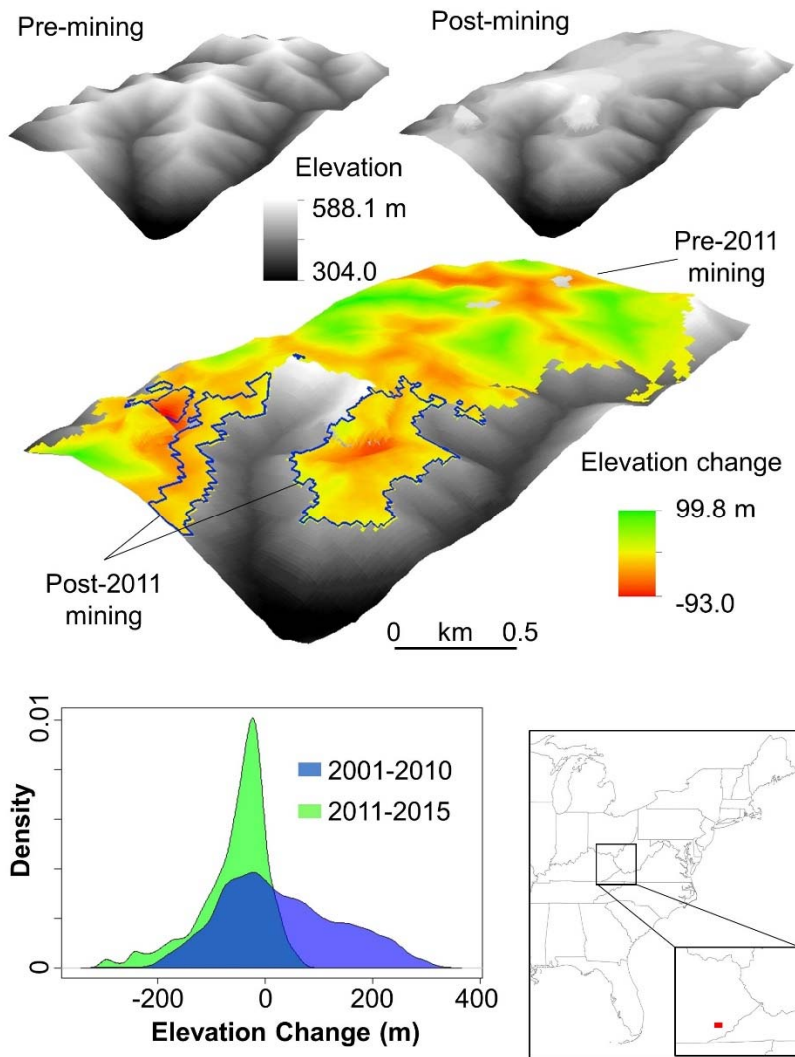 Pre-mining
Post-mining
Elevation
588.1 m
304.0
Pre-2011
mining
Elevation change
99.8 m
-93.0
Post-2011
mining
0 km 0.5
0.01
2001-2010
2011-2015
Density
0
-200 0 200 400
Elevation Change (m)